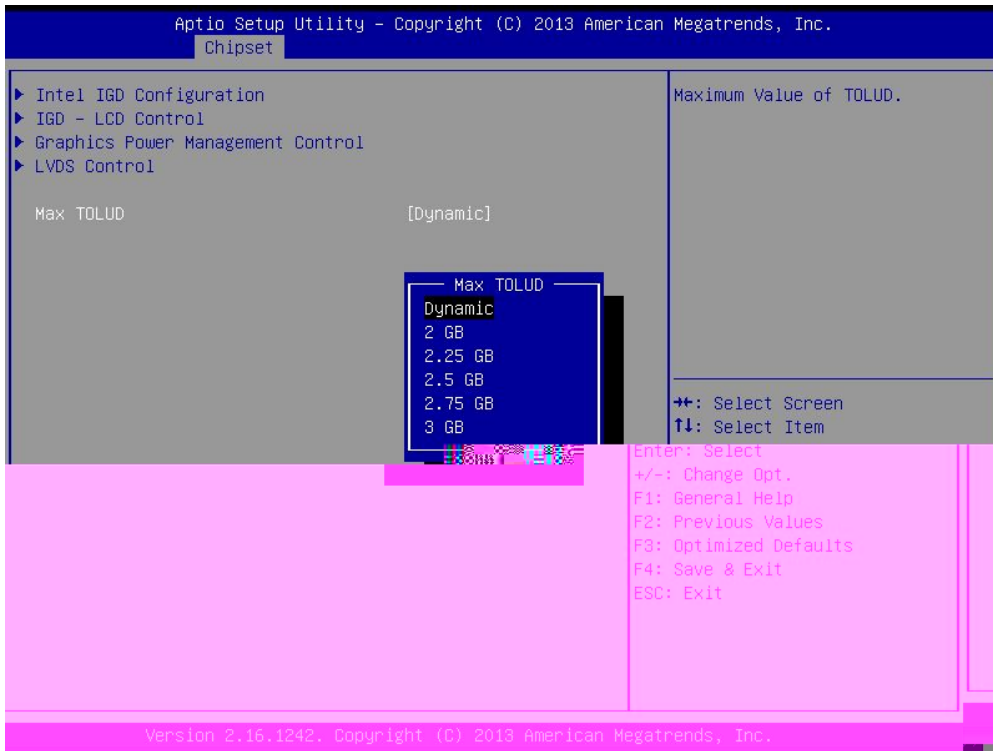 Aptio Setup Utility – Copyright (C) 2013 American Megatrends, Inc.
Chipset
Intel IGD Configuration
IGD – LCD Control
Graphics Power Management Control
LVDS Control
Max TOLUD [Dynamic]
Maximum Value of TOLUD.
Max TOLUD
Dynamic
2 GB
2.25 GB
2.5 GB
2.75 GB
3 GB
→←: Select Screen
↑↓: Select Item
Enter: Select
+/-: Change Opt.
F1: General Help
F2: Previous Values
F3: Optimized Defaults
F4: Save & Exit
ESC: Exit
Version 2.16.1242. Copyright (C) 2013 American Megatrends, Inc.